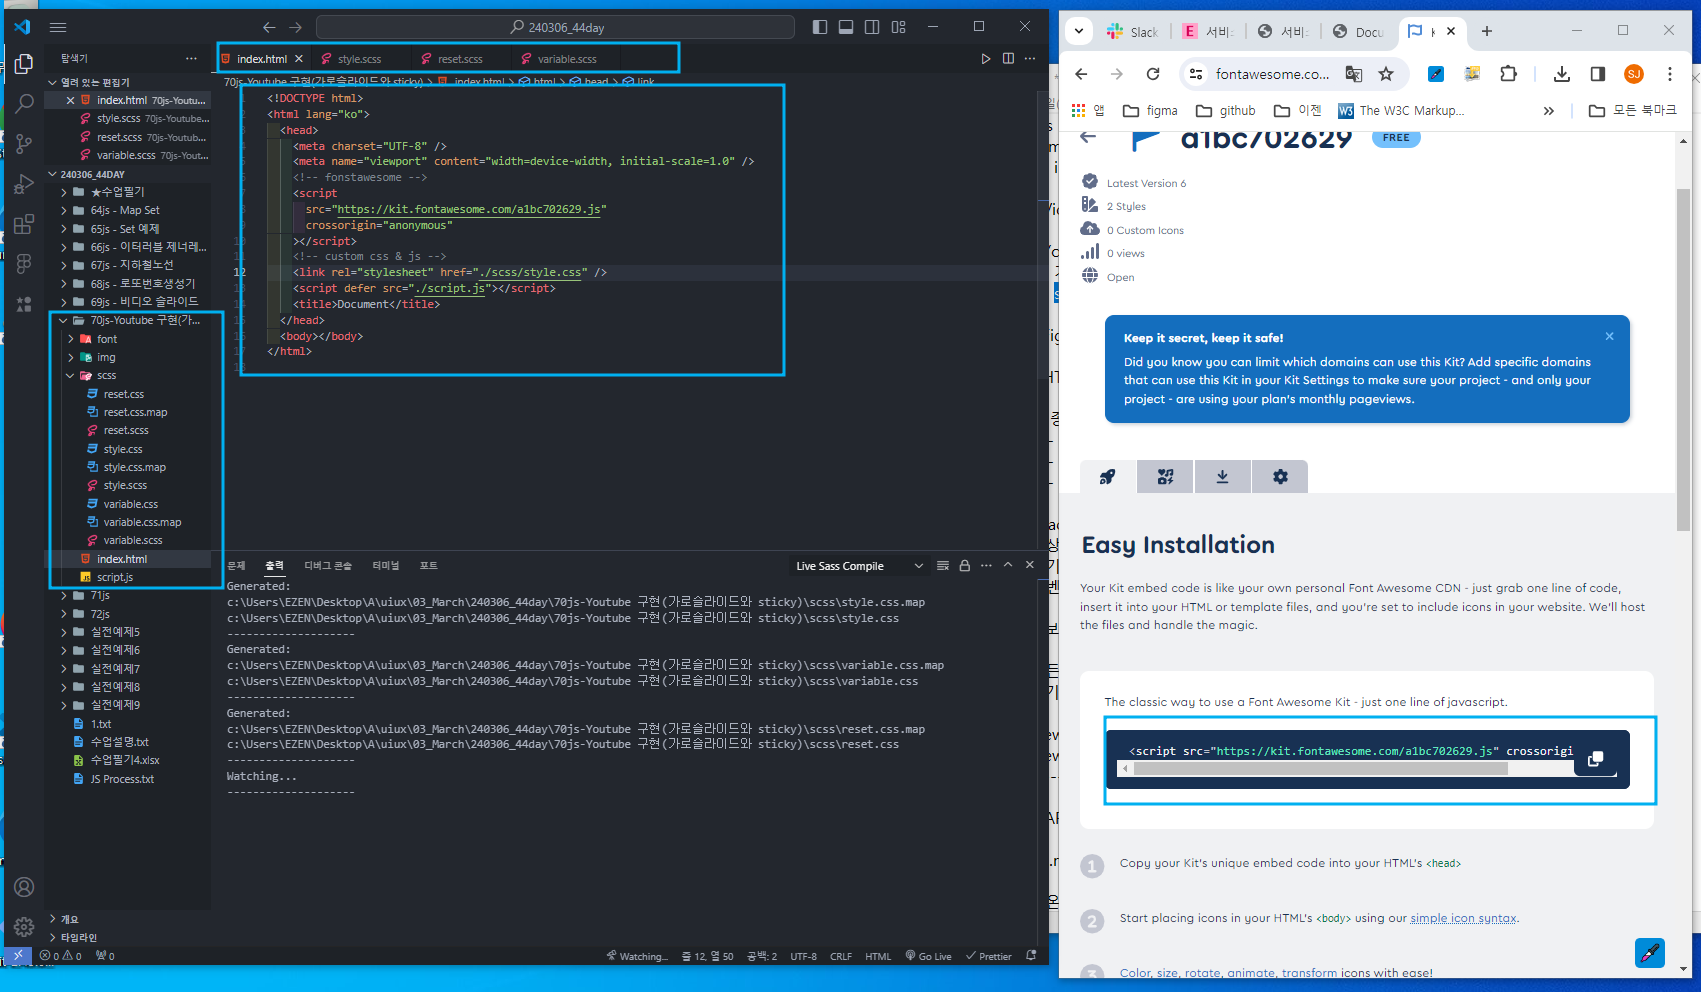 240306_44day
탐색기
열려 있는 편집기
index.html 70js-Youtu...
style.scss 70js-Youtube...
reset.scss 70js-Youtub...
variable.scss 70js-Yout...
240306_44DAY
★수업필기
64js - Map Set
65js - Set 예제
66js - 이터러블 제너레...
67js - 지하철노선
68js - 로또번호생성기
69js - 비디오 슬라이드
70js-Youtube 구현(가...
font
img
scss
reset.css
reset.css.map
reset.scss
style.css
style.css.map
style.scss
variable.css
variable.css.map
variable.scss
index.html
script.js
71js
72js
실전예제5
실전예제6
실전예제7
실전예제8
실전예제9
1.txt
수업설명.txt
수업필기4.xlsx
JS Process.txt
개요
타임라인
index.html
style.scss
reset.scss
variable.scss
70js-Youtube 구현(가로슬라이드와 sticky) > index.html > html > head > link
<!DOCTYPE html>
<html lang="ko">
<head>
<meta charset="UTF-8" />
<meta name="viewport" content="width=device-width, initial-scale=1.0" />
<!-- fonstawesome -->
<script
src="https://kit.fontawesome.com/a1bc702629.js"
crossorigin="anonymous"
></script>
<!-- custom css & js -->
12 <link rel="stylesheet" href="./scss/style.css" />
<script defer src="./script.js"></script>
<title>Document</title>
</head>
<body></body>
</html>
문제 출력 디버그 콘솔 터미널 포트
Live Sass Compile
Generated:
c:\Users\EZEN\Desktop\A\uiux\03_March\240306_44day\70js-Youtube 구현(가로슬라이드와 sticky)\scss\style.css.map
c:\Users\EZEN\Desktop\A\uiux\03_March\240306_44day\70js-Youtube 구현(가로슬라이드와 sticky)\scss\style.css
--------------------
Generated:
c:\Users\EZEN\Desktop\A\uiux\03_March\240306_44day\70js-Youtube 구현(가로슬라이드와 sticky)\scss\variable.css.map
c:\Users\EZEN\Desktop\A\uiux\03_March\240306_44day\70js-Youtube 구현(가로슬라이드와 sticky)\scss\variable.css
--------------------
Generated:
c:\Users\EZEN\Desktop\A\uiux\03_March\240306_44day\70js-Youtube 구현(가로슬라이드와 sticky)\scss\reset.css.map
c:\Users\EZEN\Desktop\A\uiux\03_March\240306_44day\70js-Youtube 구현(가로슬라이드와 sticky)\scss\reset.css
--------------------
Watching...
--------------------
0 0 0 Watching... 줄 12, 열 50 공백: 2 UTF-8 CRLF HTML Go Live Prettier
Slack E 서비 서비 Docu
fontawesome.co... SJ
앱 figma github 이젠 W3 The W3C Markup... » 모든 북마크
a1bc702629 FREE
Latest Version 6
2 Styles
0 Custom Icons
0 views
Open
Keep it secret, keep it safe!
Did you know you can limit which domains can use this Kit? Add specific domains
that can use this Kit in your Kit Settings to make sure your project - and only your
project - are using your plan's monthly pageviews.
Easy Installation
Your Kit embed code is like your own personal Font Awesome CDN - just grab one line of code,
insert it into your HTML or template files, and you're set to include icons in your website. We'll host
the files and handle the magic.
The classic way to use a Font Awesome Kit - just one line of javascript.
<script src="https://kit.fontawesome.com/a1bc702629.js" crossorigi
1 Copy your Kit's unique embed code into your HTML's <head>
2 Start placing icons in your HTML's <body> using our simple icon syntax.
3 Color, size, rotate, animate, transform icons with ease!